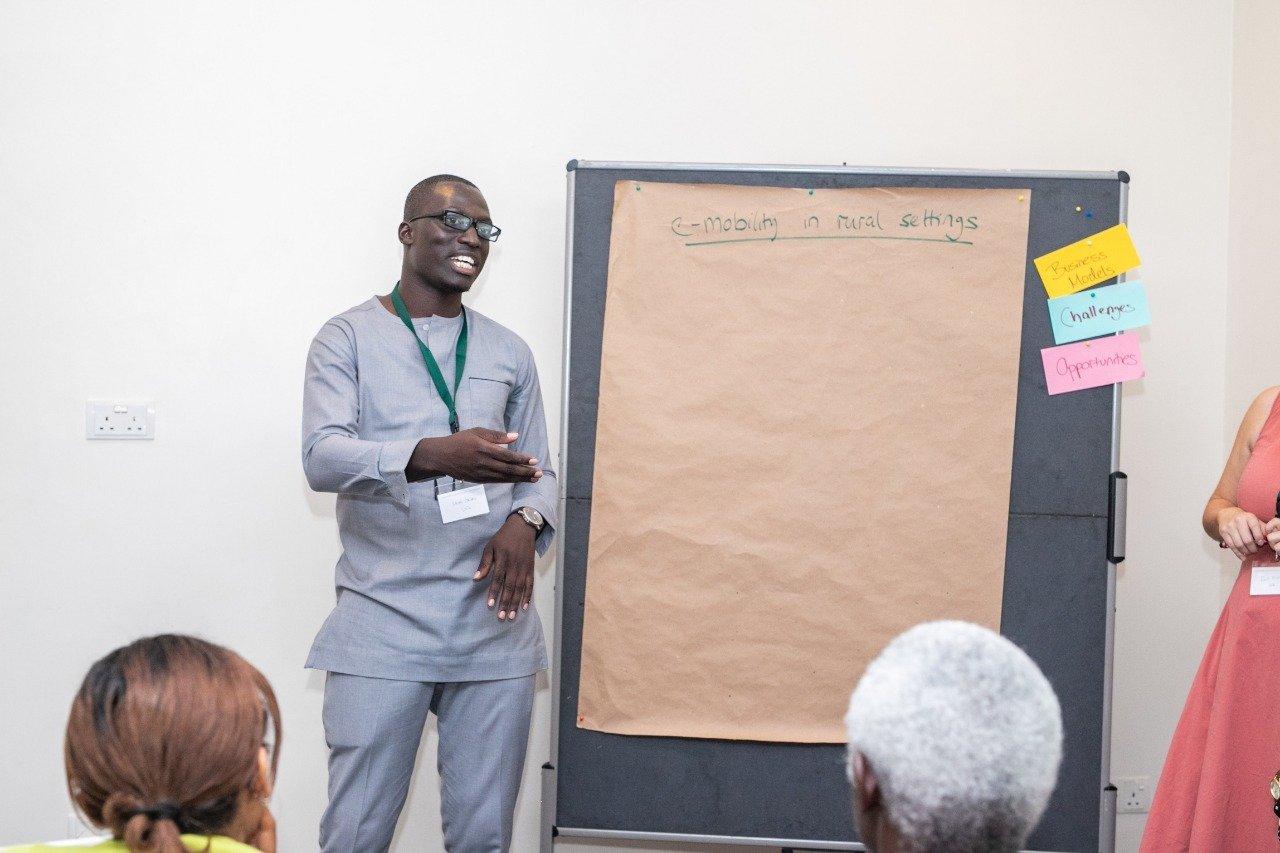 e-mobility in rural settings
Business
Models
Challenges
Opportunities